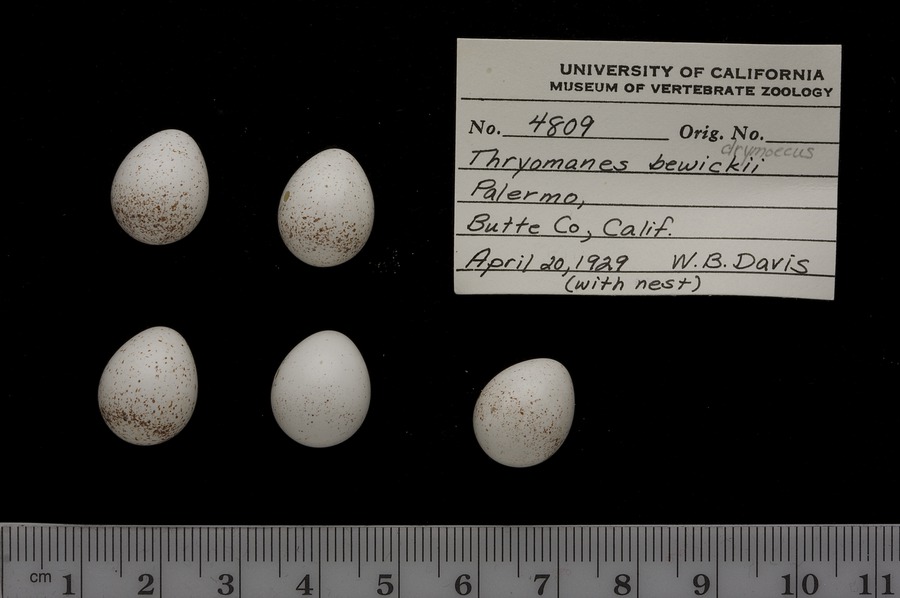 UNIVERSITY OF CALIFORNIA
MUSEUM OF VERTEBRATE ZOOLOGY
No. 4809 Orig. No.
drymoecus
Thryomanes bewickii
Palermo,
Butte Co, Calif.
April 20, 1929 W.B. Davis
(with nest)
cm 1 2 3 4 5 6 7 8 9 10 11